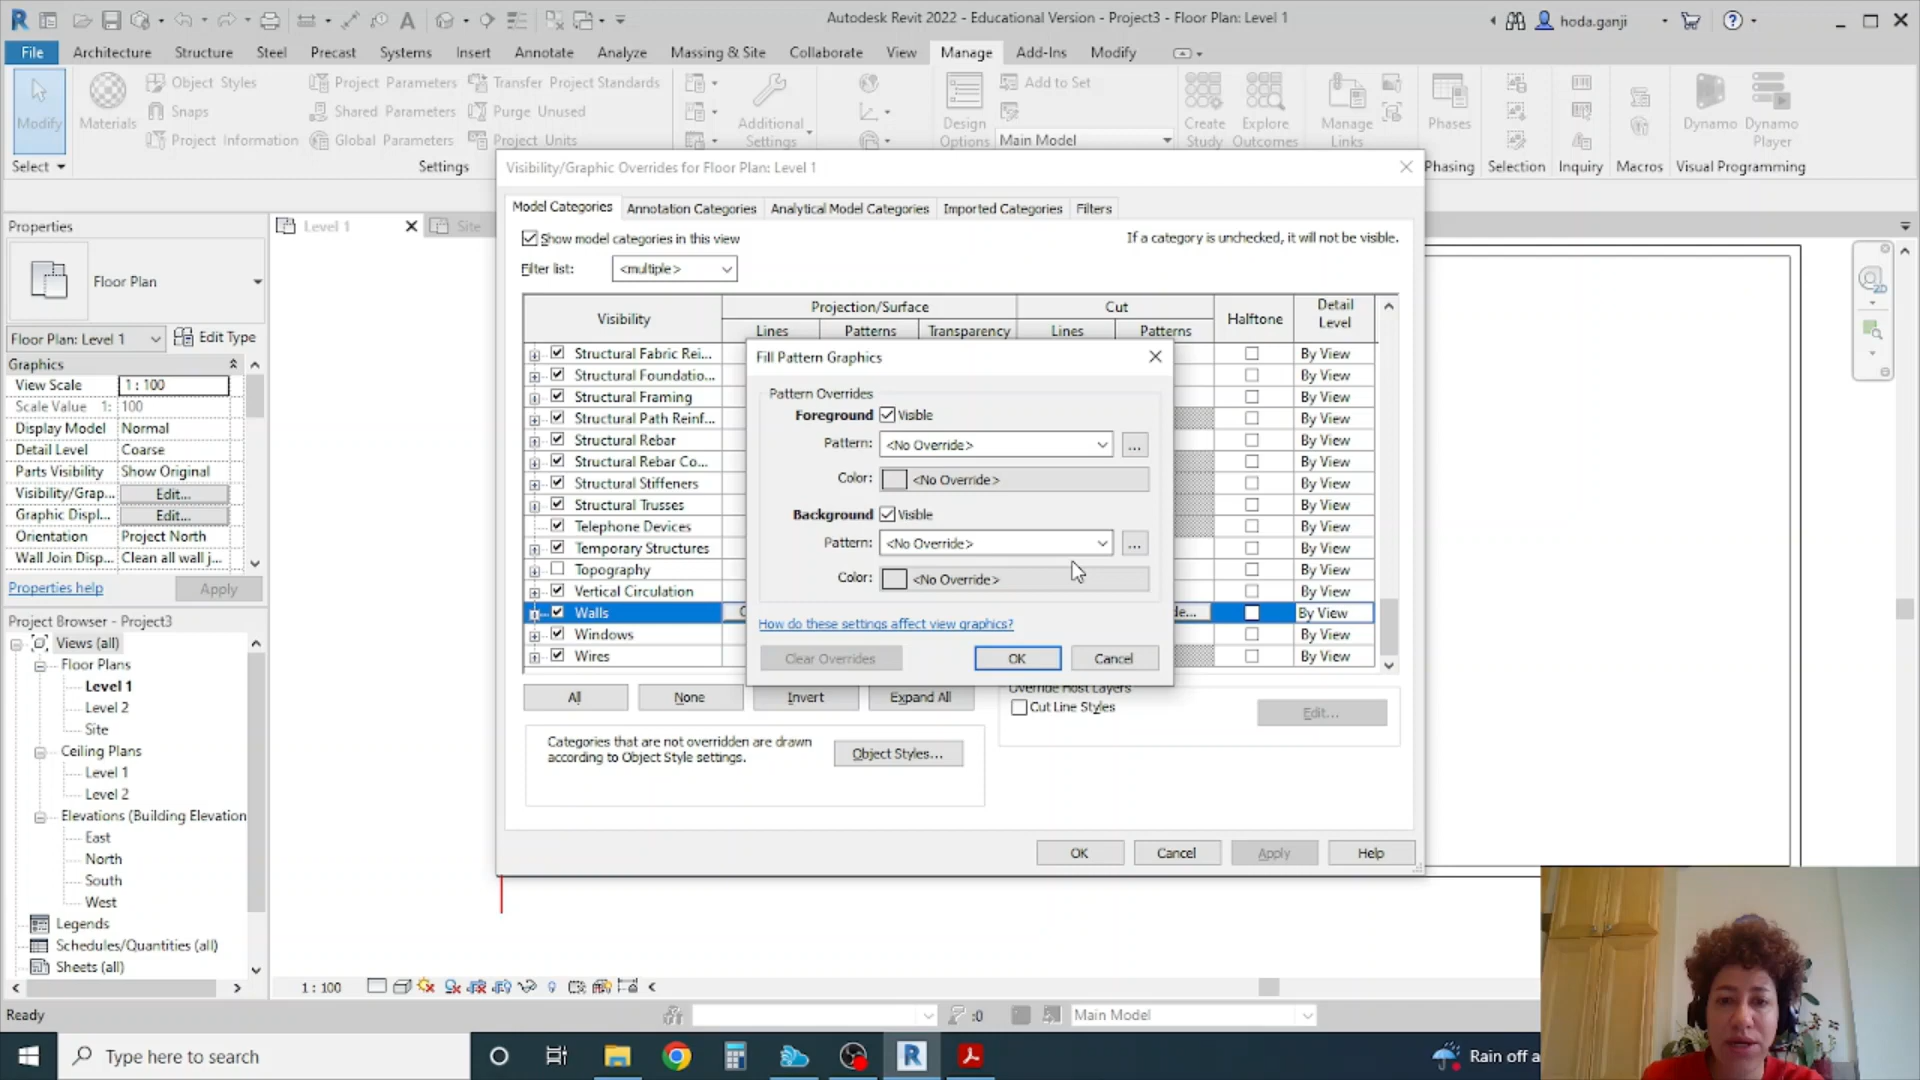 Autodesk Revit 2022 - Educational Version - Project3 - Floor Plan: Level 1
hoda.ganji
File Architecture Structure Steel Precast Systems Insert Annotate Analyze Massing & Site Collaborate View Manage Add-Ins Modify
Modify
Materials
Object Styles
Snaps
Project Information
Project Parameters
Shared Parameters
Global Parameters
Transfer Project Standards
Purge Unused
Project Units
Additional
Settings
Design
Options
Add to Set
Main Model
Create
Study
Explore
Outcomes
Manage
Links
Phases
Dynamo
Dynamo
Player
Select
Settings
Phasing
Selection
Inquiry
Macros
Visual Programming
Properties
Floor Plan
Floor Plan: Level 1
Edit Type
Graphics
View Scale 1 : 100
Scale Value 1: 100
Display Model Normal
Detail Level Coarse
Parts Visibility Show Original
Visibility/Grap... Edit...
Graphic Displ... Edit...
Orientation Project North
Wall Join Disp... Clean all wall j...
Properties help
Apply
Project Browser - Project3
Views (all)
Floor Plans
Level 1
Level 2
Site
Ceiling Plans
Level 1
Level 2
Elevations (Building Elevation
East
North
South
West
Legends
Schedules/Quantities (all)
Sheets (all)
Level 1
Site
Visibility/Graphic Overrides for Floor Plan: Level 1
Model Categories Annotation Categories Analytical Model Categories Imported Categories Filters
Show model categories in this view
If a category is unchecked, it will not be visible.
Filter list: <multiple>
Visibility
Projection/Surface
Cut
Halftone
Detail
Level
Lines Patterns Transparency Lines Patterns
Structural Fabric Rei... By View
Structural Foundatio... By View
Structural Framing By View
Structural Path Reinf... By View
Structural Rebar By View
Structural Rebar Co... By View
Structural Stiffeners By View
Structural Trusses By View
Telephone Devices By View
Temporary Structures By View
Topography By View
Vertical Circulation By View
Walls By View
Windows By View
Wires By View
Fill Pattern Graphics
Pattern Overrides
Foreground Visible
Pattern: <No Override> ...
Color: <No Override>
Background Visible
Pattern: <No Override> ...
Color: <No Override>
How do these settings affect view graphics?
Clear Overrides OK Cancel
All None Invert Expand All
Override Host Layers
Cut Line Styles
Edit...
Categories that are not overridden are drawn
according to Object Style settings.
Object Styles...
OK Cancel Apply Help
1 : 100
Ready
:0
Main Model
Type here to search
Rain off a